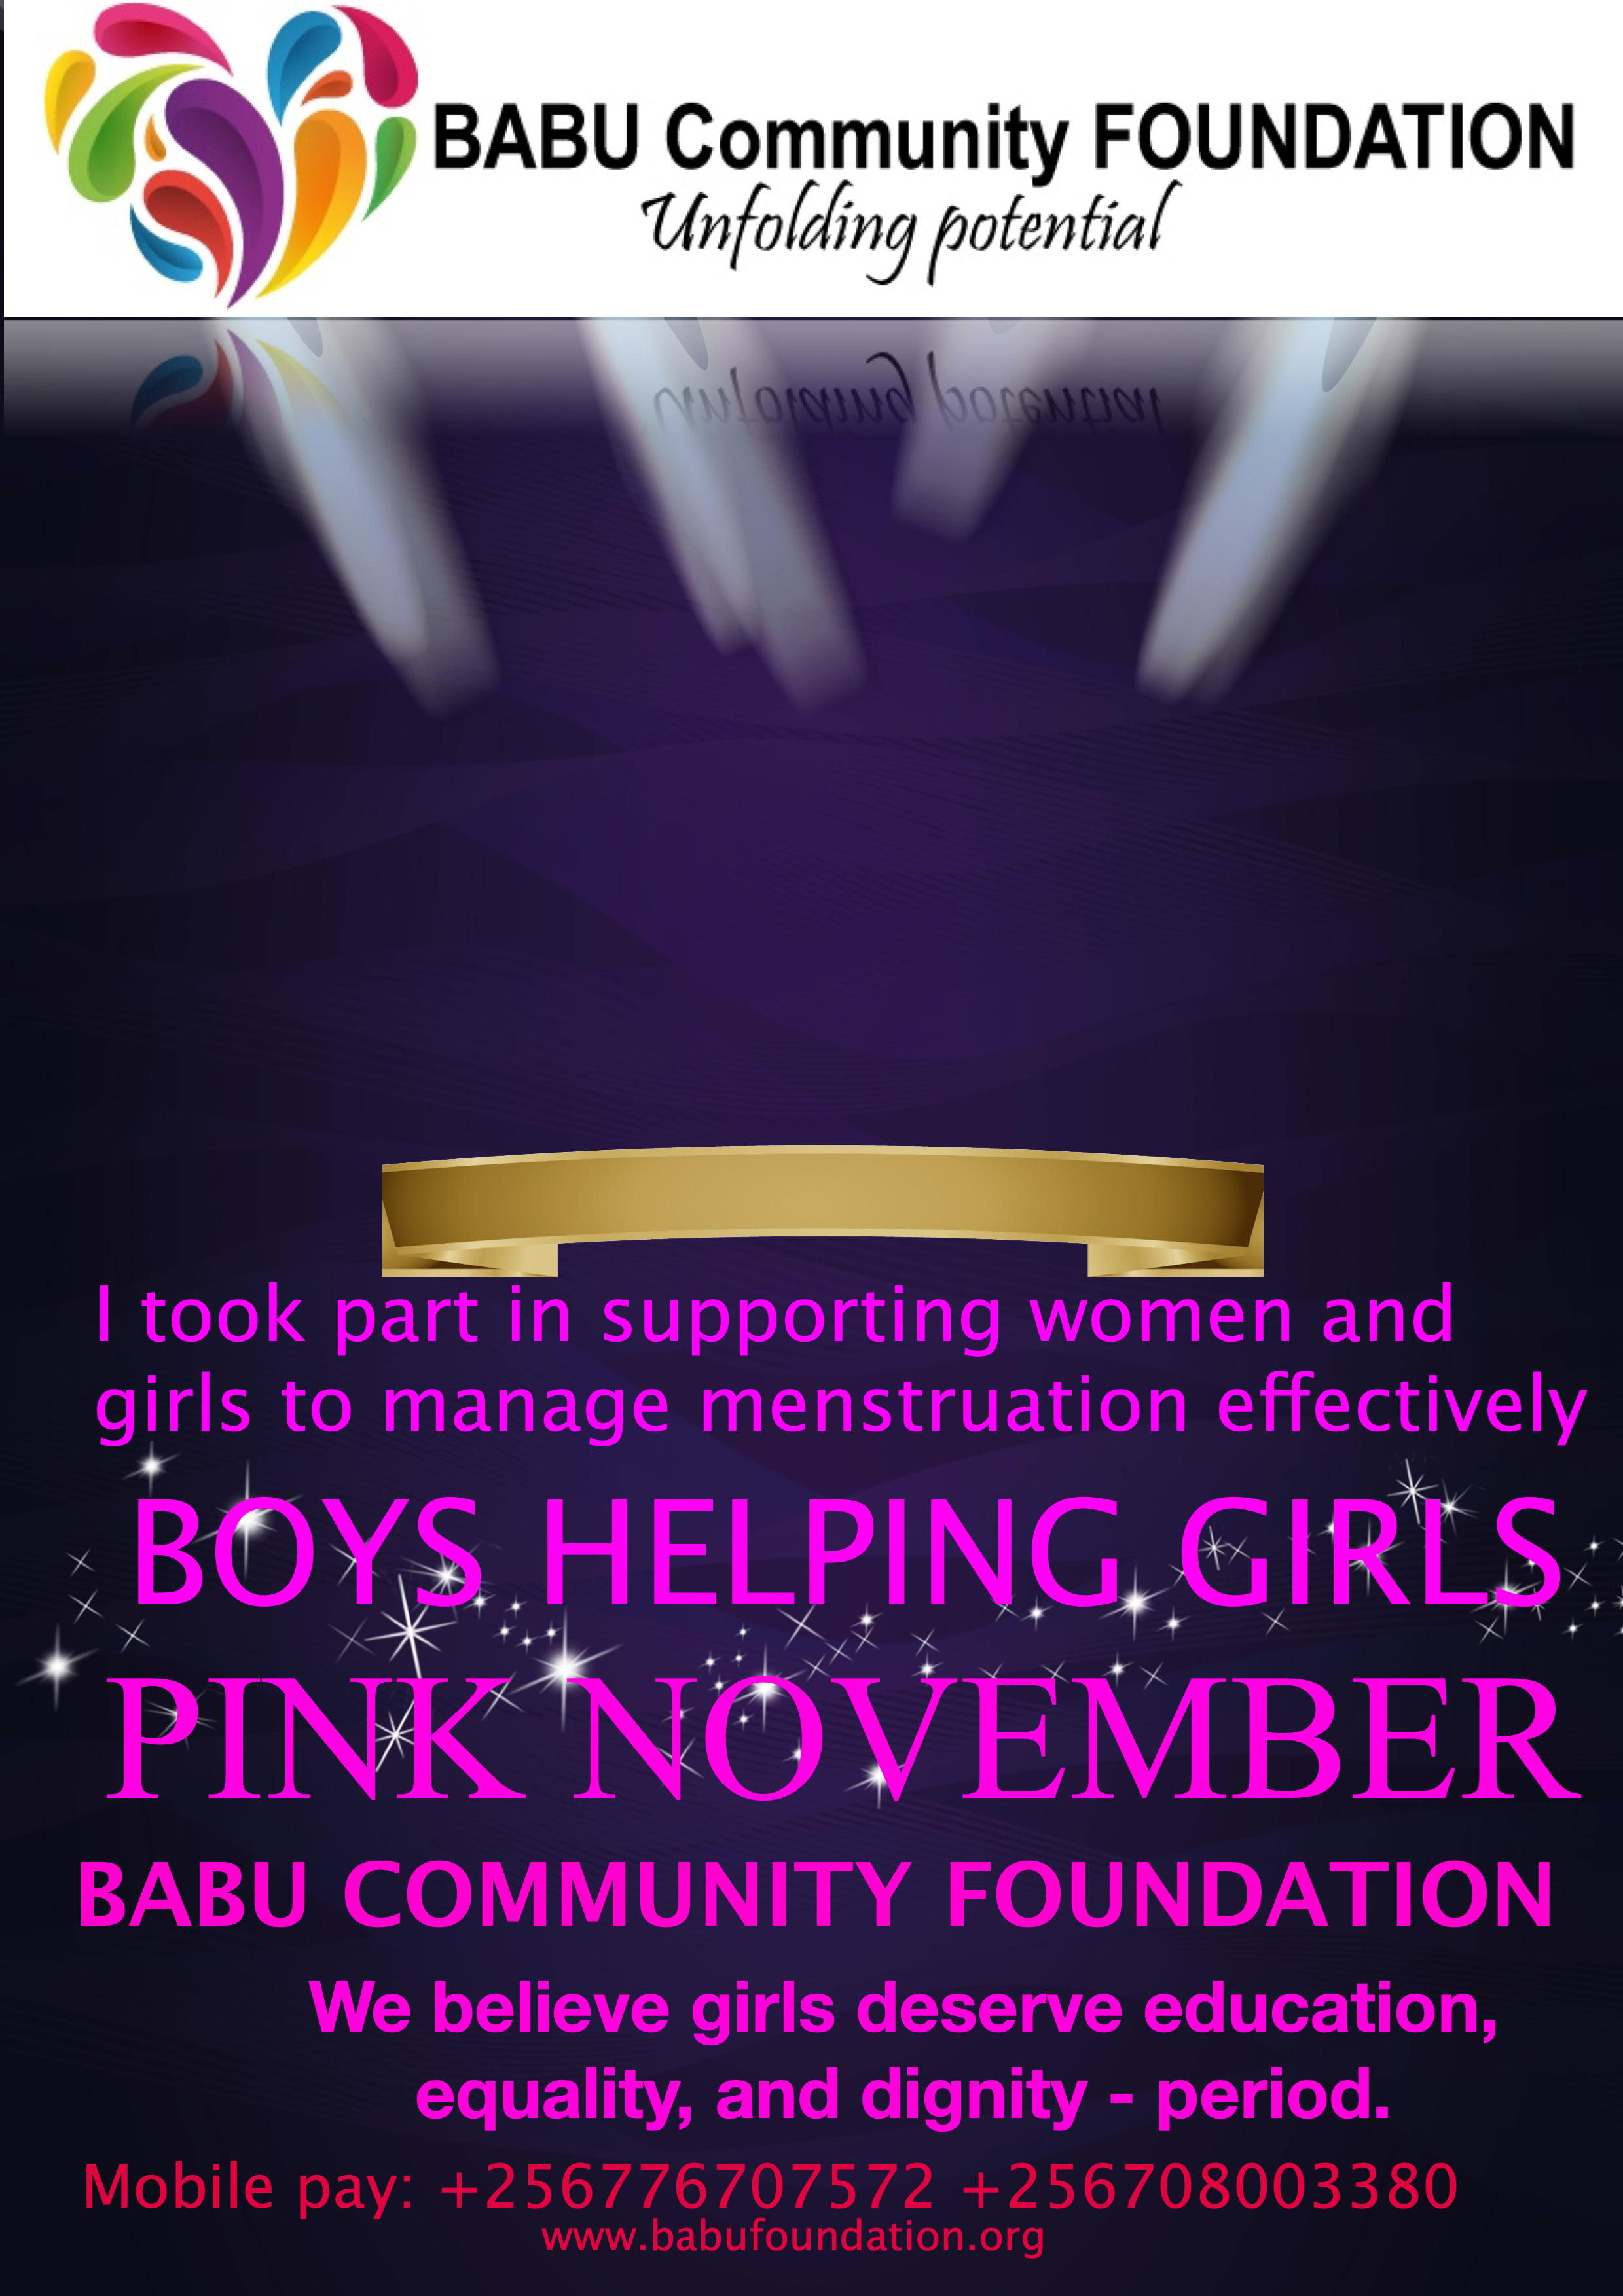 BABU Community FOUNDATION
Unfolding potential
I took part in supporting women and
girls to manage menstruation effectively
BOYS HELPING GIRLS
PINK NOVEMBER
BABU COMMUNITY FOUNDATION
We believe girls deserve education,
equality, and dignity - period.
Mobile pay: +256776707572 +256708003380
www.babufoundation.org